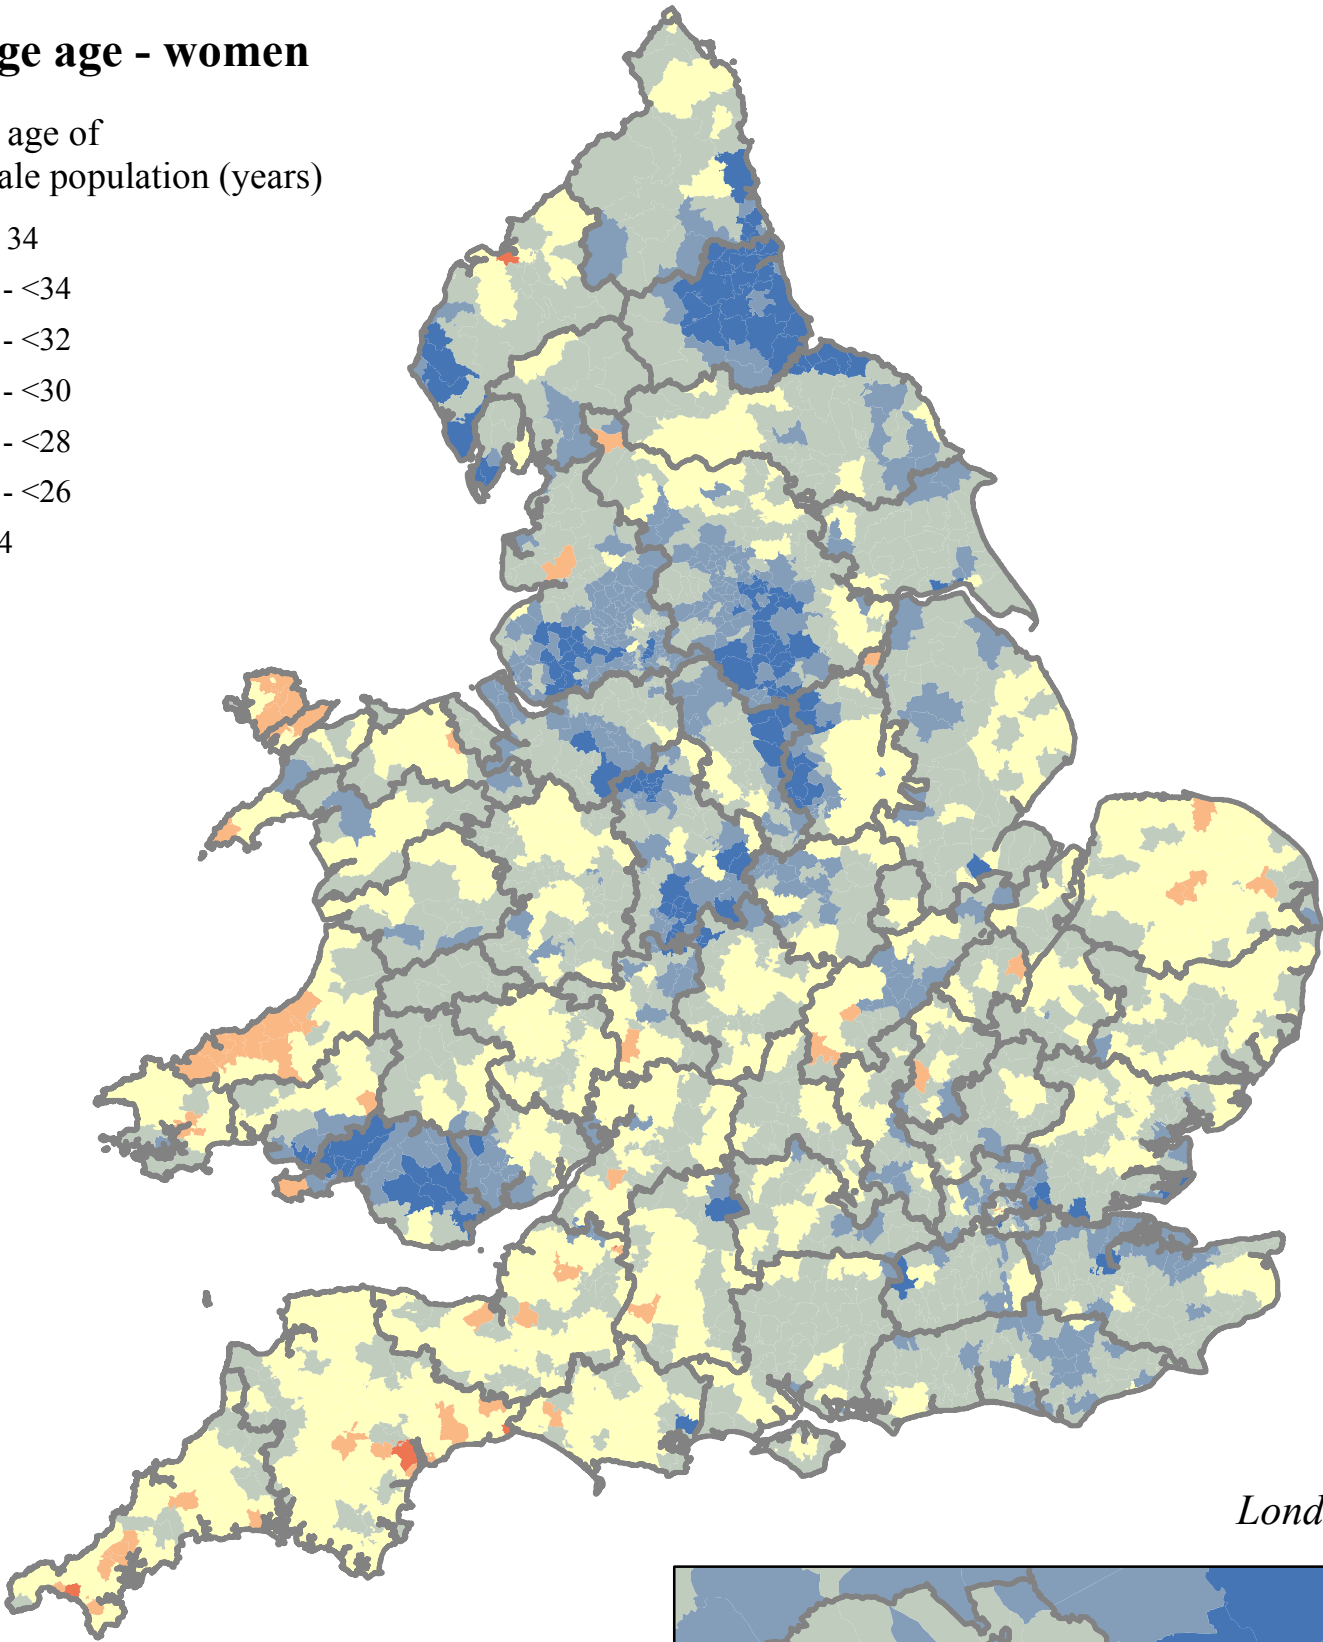 ge age - women
age of
ale population (years)
34
- <34
- <32
- <30
- <28
- <26
4
Lond